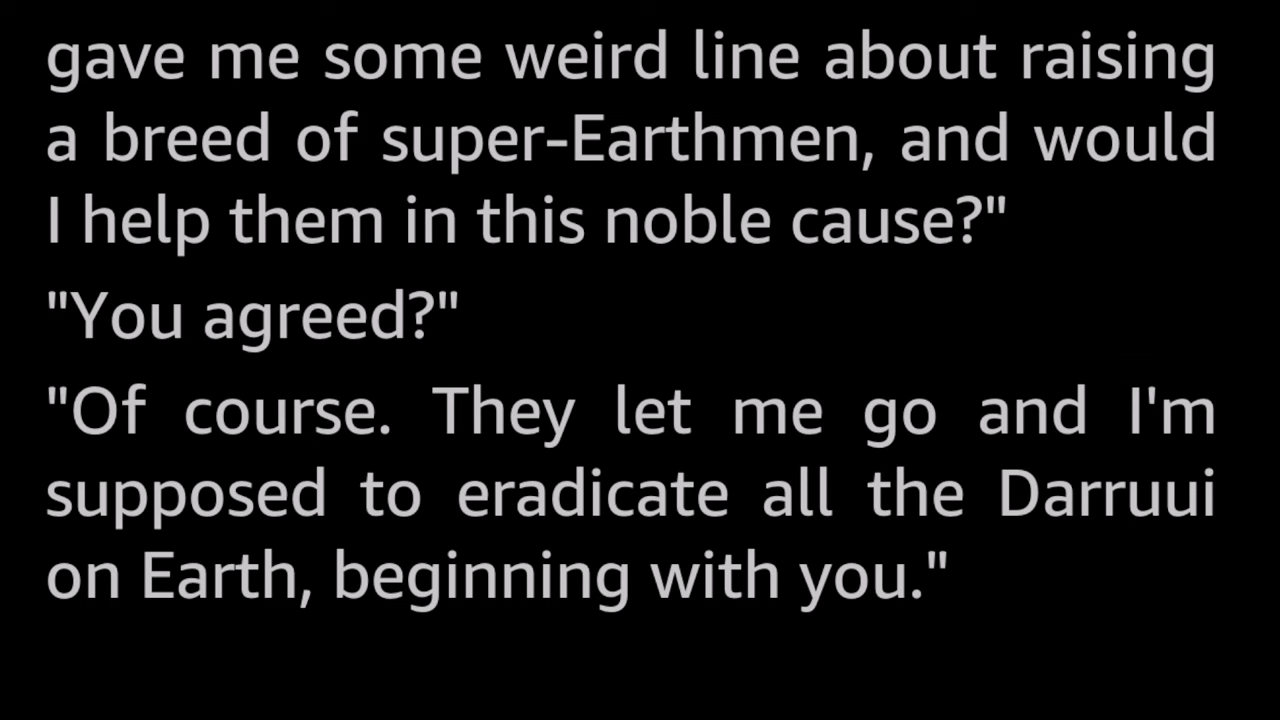 gave me some weird line about raising
a breed of super-Earthmen, and would
I help them in this noble cause?"
"You agreed?"
"Of course. They let me go and I'm
supposed to eradicate all the Darruui
on Earth, beginning with you."